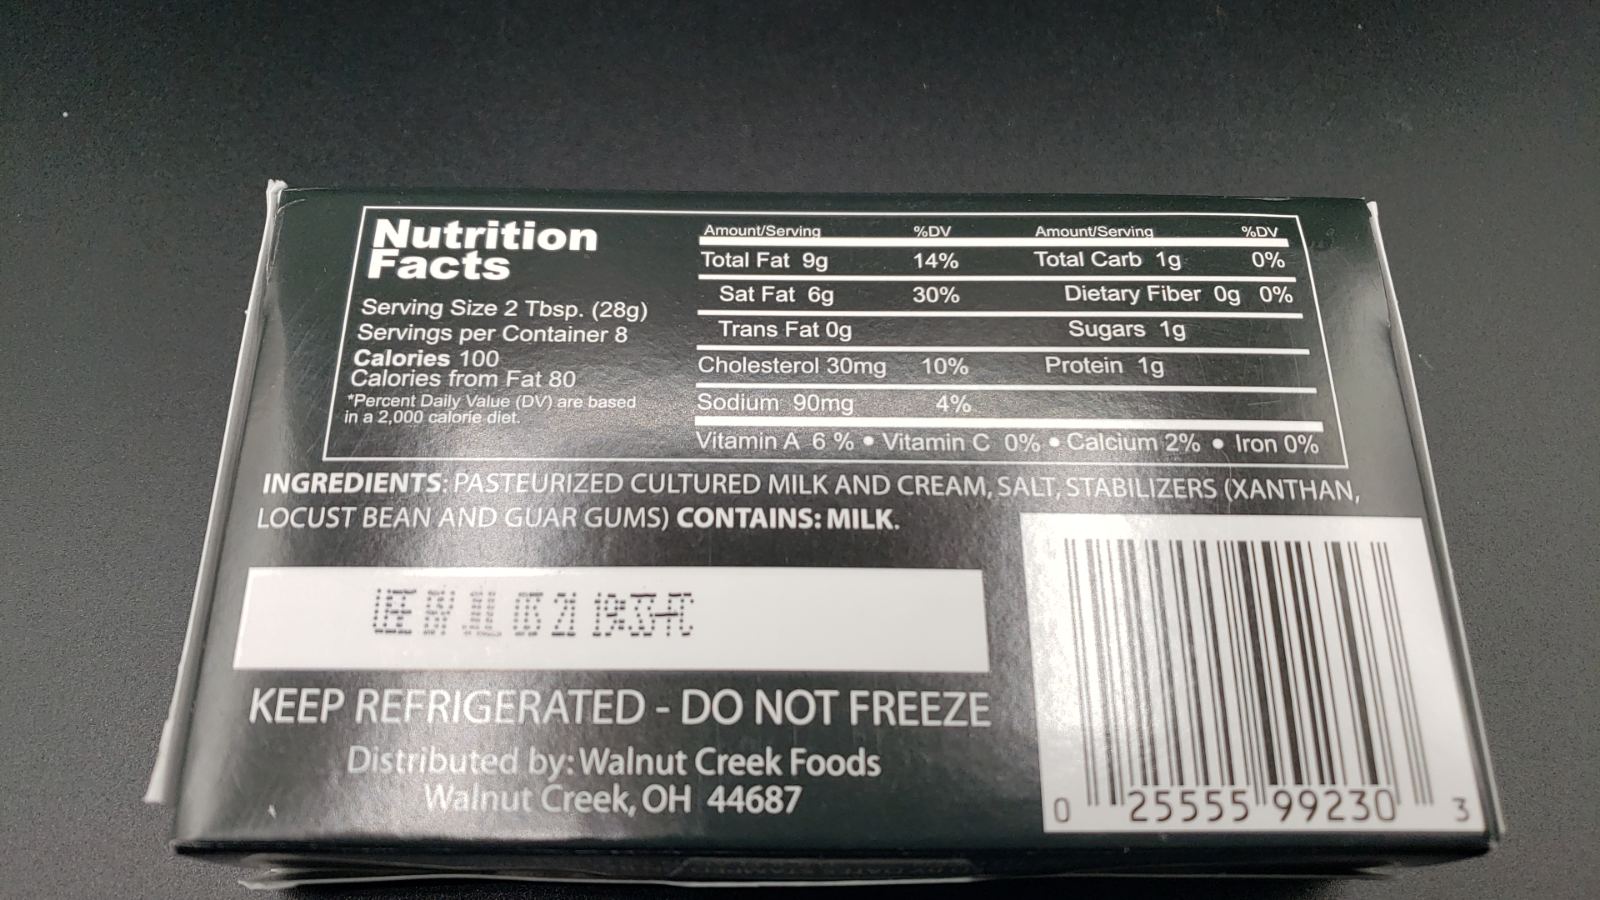 Nutrition
Facts
Serving Size 2 Tbsp. (28g)
Servings per Container 8
Calories 100
Calories from Fat 80
*Percent Daily Value (DV) are based
in a 2,000 calorie diet.
Amount/Serving %DV Amount/Serving %DV
Total Fat 9g 14% Total Carb 1g 0%
Sat Fat 6g 30% Dietary Fiber 0g 0%
Trans Fat 0g Sugars 1g
Cholesterol 30mg 10% Protein 1g
Sodium 90mg 4%
Vitamin A 6 % • Vitamin C 0% • Calcium 2% • Iron 0%
INGREDIENTS: PASTEURIZED CULTURED MILK AND CREAM, SALT, STABILIZERS (XANTHAN,
LOCUST BEAN AND GUAR GUMS) CONTAINS: MILK.
BY 21
KEEP REFRIGERATED - DO NOT FREEZE
Distributed by: Walnut Creek Foods
Walnut Creek, OH 44687
0 25555 99230 3